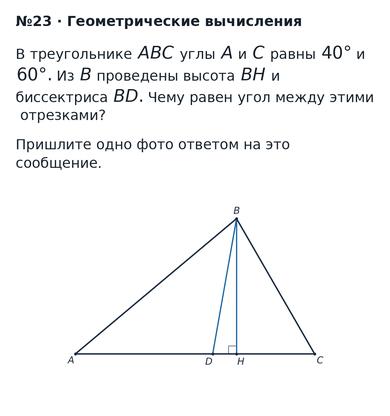 №23 · Геометрические вычисления
В треугольнике ABC углы A и C равны 40° и
60°. Из B проведены высота BH и
биссектриса BD. Чему равен угол между этими
отрезками?
Пришлите одно фото ответом на это
сообщение.
B
A
D
H
C